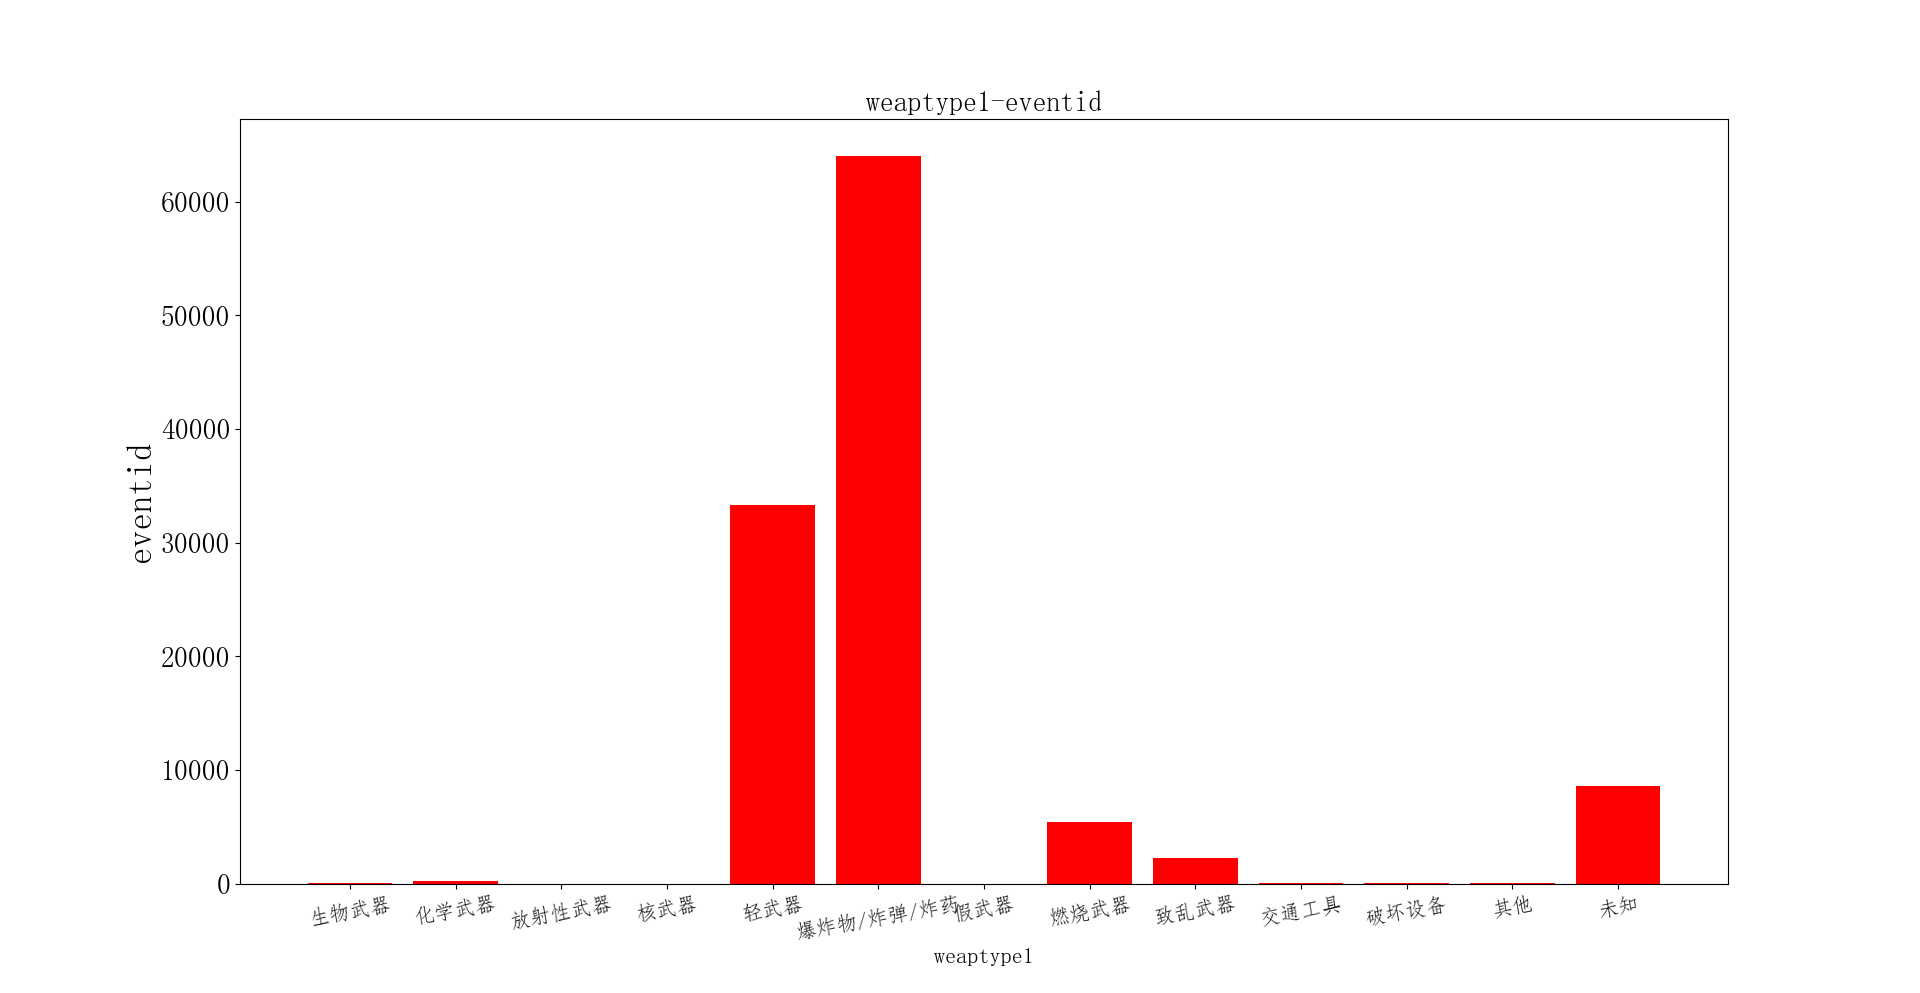 weaptype1-eventid
60000
50000
40000
30000
20000
10000
0
eventid
生物武器
化学武器
放射性武器
核武器
轻武器
爆炸物/炸弹/炸药
假武器
燃烧武器
致乱武器
交通工具
破坏设备
其他
未知
weaptype1